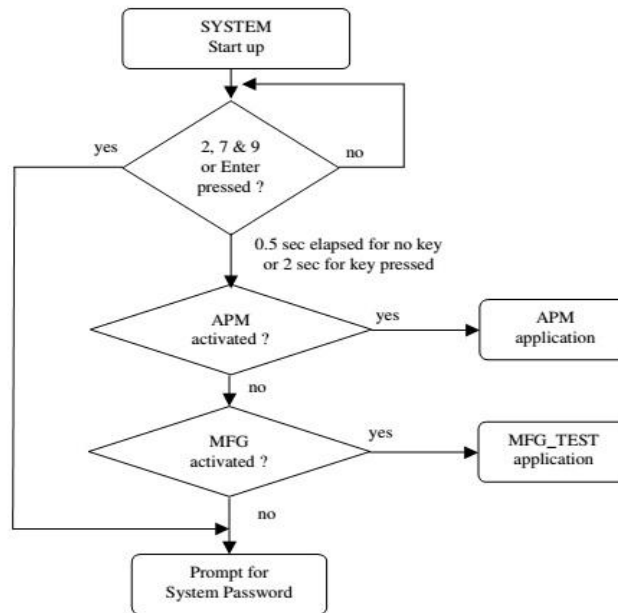 SYSTEM
Start up
yes
2, 7 & 9
or Enter
pressed ?
no
0.5 sec elapsed for no key
or 2 sec for key pressed
APM
activated ?
yes
APM
application
no
MFG
activated ?
yes
MFG_TEST
application
no
Prompt for
System Password